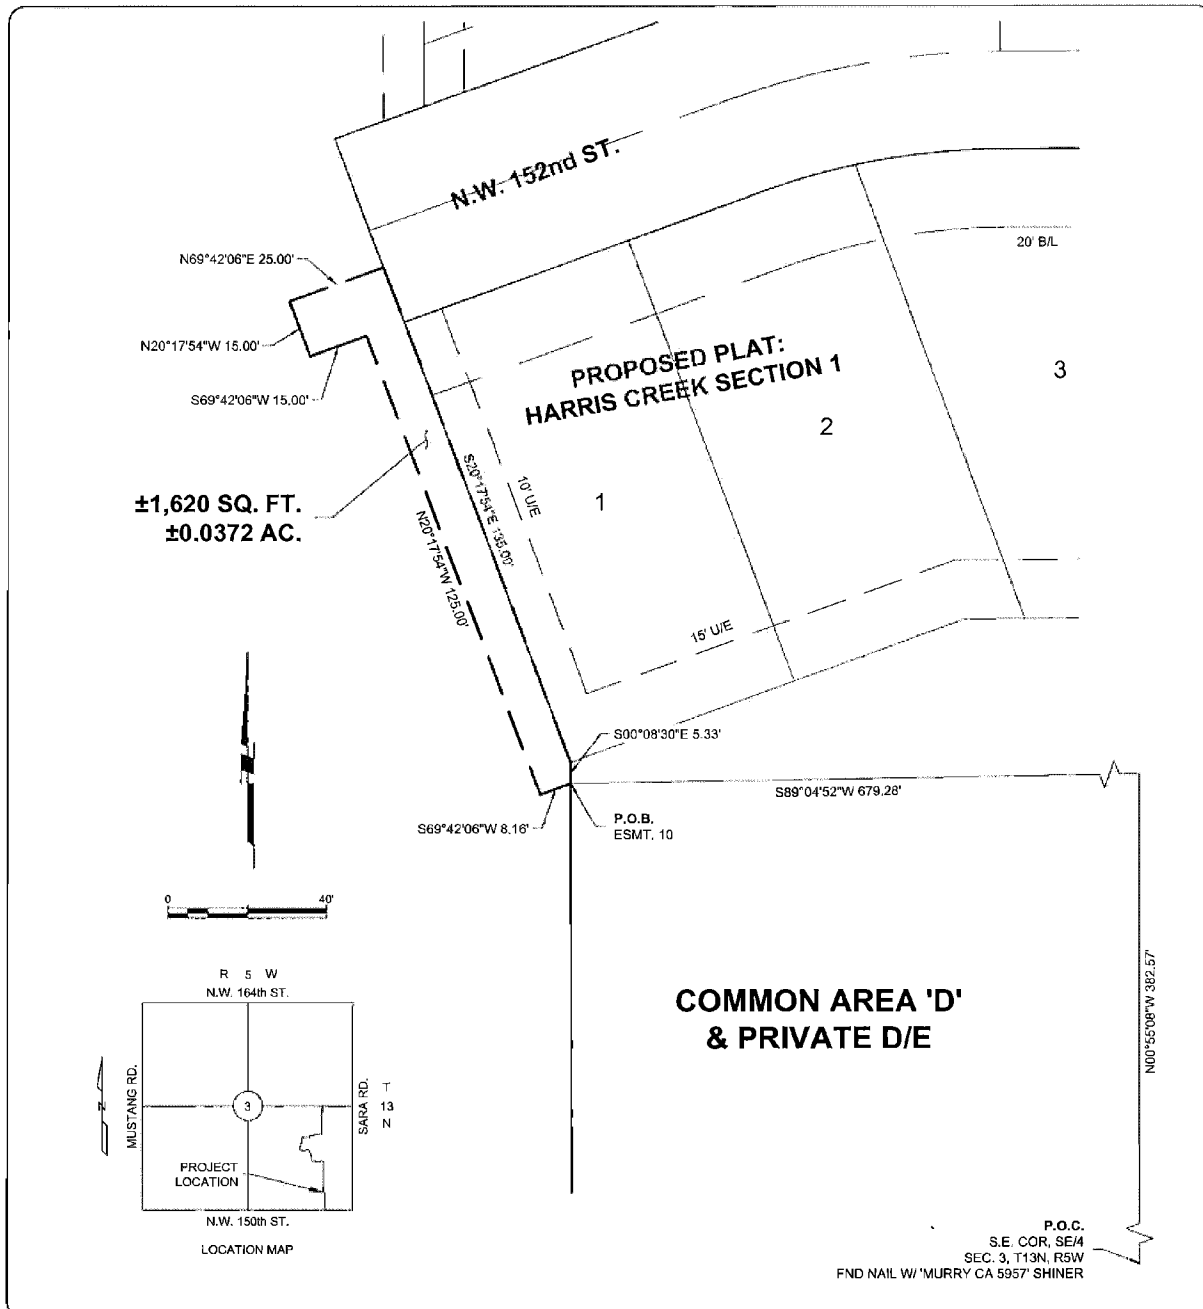 N.W. 152nd ST.
N69°42'06"E 25.00'
20' B/L
N20°17'54"W 15.00'
S69°42'06"W 15.00'
PROPOSED PLAT:
HARRIS CREEK SECTION 1
3
2
1
±1,620 SQ. FT.
±0.0372 AC.
S20°17'54"E 135.00'
10' U/E
N20°17'54"W 125.00'
15' U/E
S00°08'30"E 5.33'
S89°04'52"W 679.28'
S69°42'06"W 8.16'
P.O.B.
ESMT. 10
0 40'
COMMON AREA 'D'
& PRIVATE D/E
N00°55'08"W 382.57'
R 5 W
N.W. 164th ST.
MUSTANG RD.
3
SARA RD.
T
13
N
N
PROJECT
LOCATION
N.W. 150th ST.
LOCATION MAP
P.O.C.
S.E. COR, SE/4
SEC. 3, T13N, R5W
FND NAIL W/ 'MURRY CA 5957' SHINER